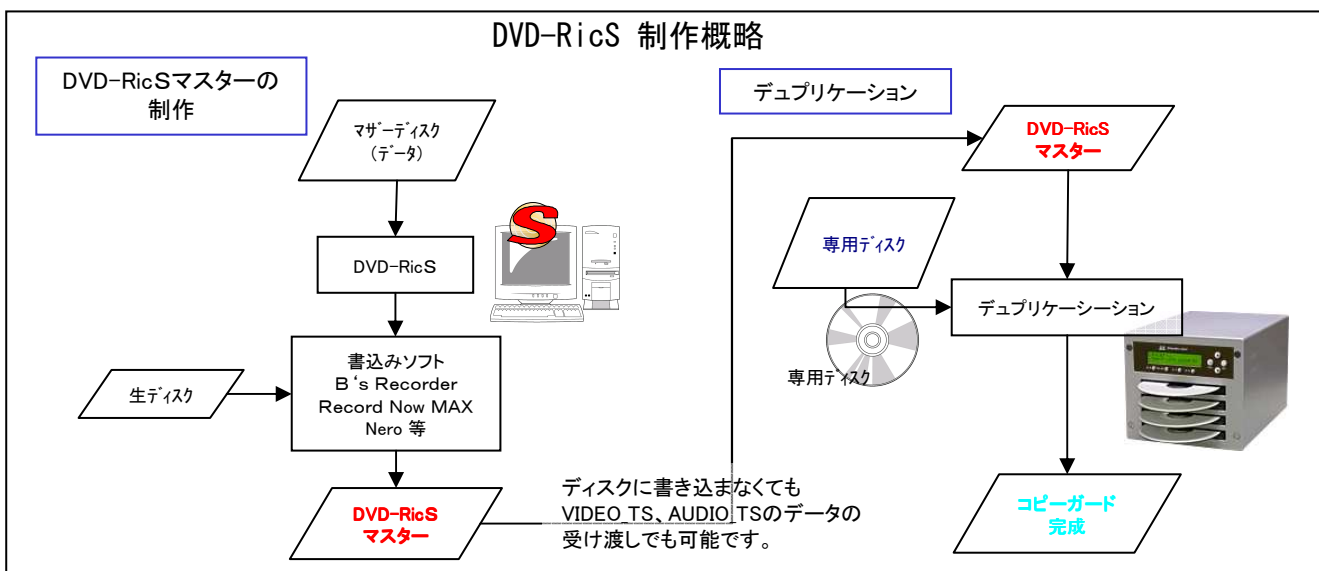 DVD-RicS 制作概略
DVD-RicSマスターの
制作
マザーディスク
(データ)
DVD-RicS
生ディスク
書込みソフト
B‘s Recorder
Record Now MAX
Nero 等
DVD-RicS
マスター
ディスクに書き込まなくても
VIDEO_TS、AUDIO_TSのデータの
受け渡しでも可能です。
デュプリケーション
DVD-RicS
マスター
専用ディスク
専用ディスク
デュプリケーシーション
コピーガード
完成
S